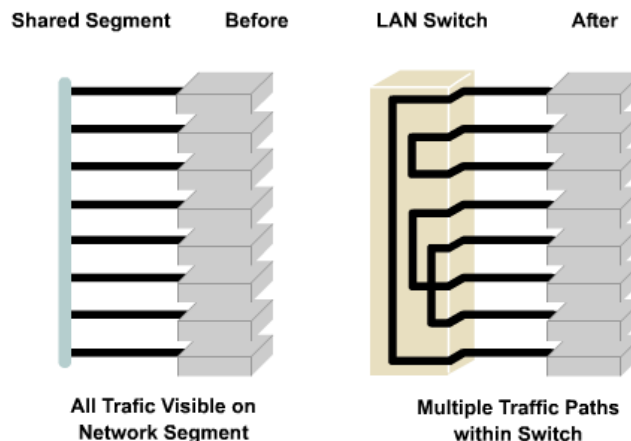 Shared Segment
Before
LAN Switch
After
All Trafic Visible on
Network Segment
Multiple Traffic Paths
within Switch